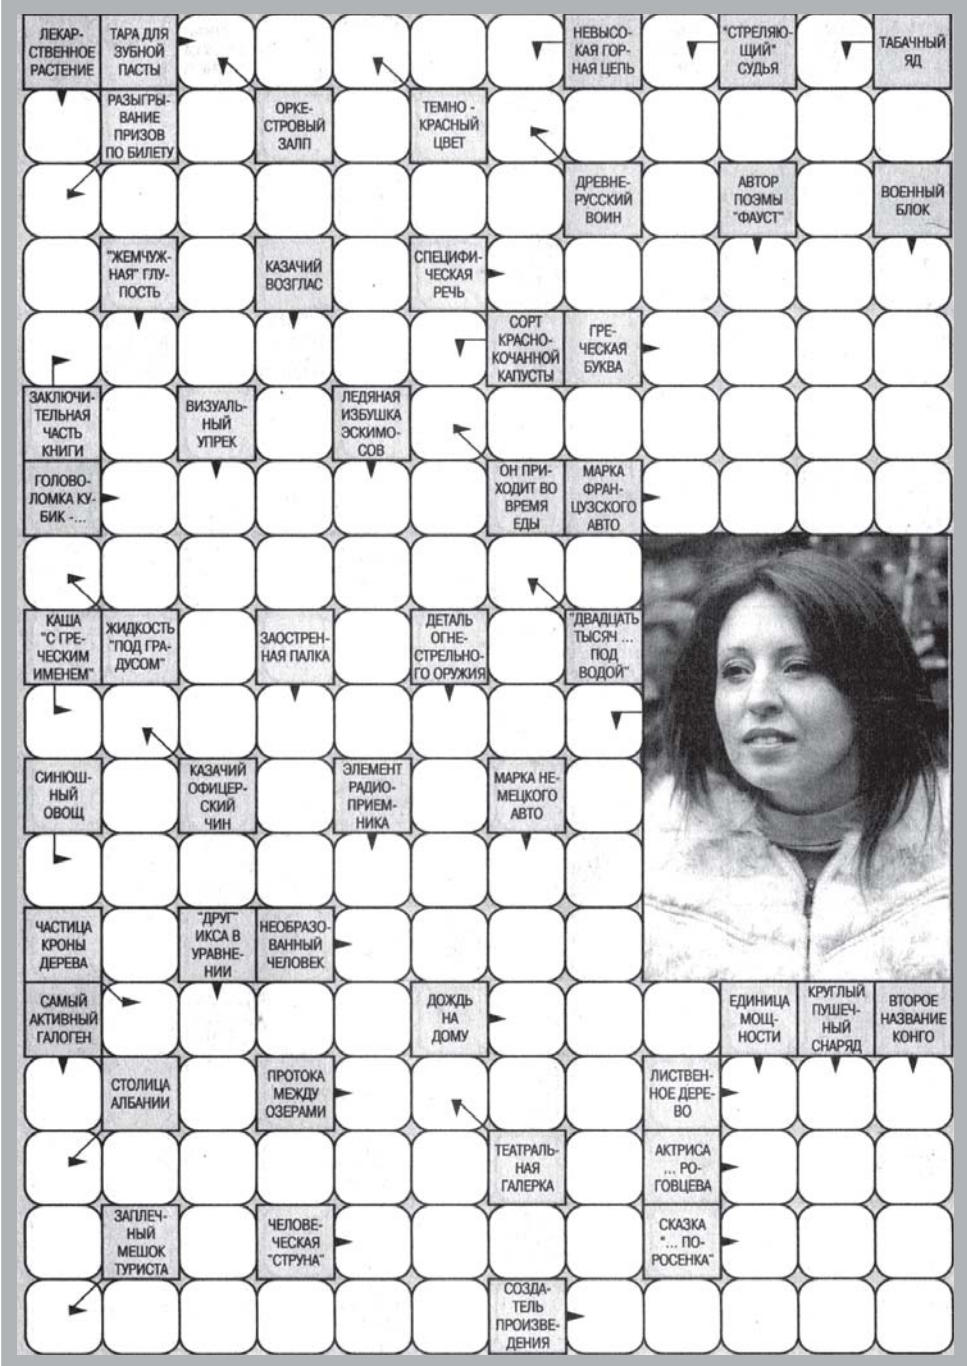 ЛЕКАР-
СТВЕННОЕ
РАСТЕНИЕ
ТАРА ДЛЯ
ЗУБНОЙ
ПАСТЫ
НЕВЫСО-
КАЯ ГОР-
НАЯ ЦЕПЬ
"СТРЕЛЯЮ-
ЩИЙ"
СУДЬЯ
ТАБАЧНЫЙ
ЯД
РАЗЫГРЫ-
ВАНИЕ
ПРИЗОВ
ПО БИЛЕТУ
ОРКЕ-
СТРОВЫЙ
ЗАЛП
ТЕМНО -
КРАСНЫЙ
ЦВЕТ
ДРЕВНЕ-
РУССКИЙ
ВОИН
АВТОР
ПОЭМЫ
"ФАУСТ"
ВОЕННЫЙ
БЛОК
"ЖЕМЧУЖ-
НАЯ" ГЛУ-
ПОСТЬ
КАЗАЧИЙ
ВОЗГЛАС
СПЕЦИФИ-
ЧЕСКАЯ
РЕЧЬ
СОРТ
КРАСНО-
КОЧАННОЙ
КАПУСТЫ
ГРЕ-
ЧЕСКАЯ
БУКВА
ЗАКЛЮЧИ-
ТЕЛЬНАЯ
ЧАСТЬ
КНИГИ
ВИЗУАЛЬ-
НЫЙ
УПРЕК
ЛЕДЯНАЯ
ИЗБУШКА
ЭСКИМО-
СОВ
ГОЛОВО-
ЛОМКА КУ-
БИК -...
ОН ПРИ-
ХОДИТ ВО
ВРЕМЯ
ЕДЫ
МАРКА
ФРАН-
ЦУЗСКОГО
АВТО
КАША
"С ГРЕ-
ЧЕСКИМ
ИМЕНЕМ"
ЖИДКОСТЬ
"ПОД ГРА-
ДУСОМ"
ЗАОСТРЕН-
НАЯ ПАЛКА
ДЕТАЛЬ
ОГНЕ-
СТРЕЛЬНО-
ГО ОРУЖИЯ
"ДВАДЦАТЬ
ТЫСЯЧ ...
ПОД
ВОДОЙ"
СИНЮШ-
НЫЙ
ОВОЩ
КАЗАЧИЙ
ОФИЦЕР-
СКИЙ
ЧИН
ЭЛЕМЕНТ
РАДИО-
ПРИЕМ-
НИКА
МАРКА НЕ-
МЕЦКОГО
АВТО
ЧАСТИЦА
КРОНЫ
ДЕРЕВА
"ДРУГ"
ИКСА В
УРАВНЕ-
НИИ
НЕОБРАЗО-
ВАННЫЙ
ЧЕЛОВЕК
САМЫЙ
АКТИВНЫЙ
ГАЛОГЕН
ДОЖДЬ
НА
ДОМУ
ЕДИНИЦА
МОЩ-
НОСТИ
КРУГЛЫЙ
ПУШЕЧ-
НЫЙ
СНАРЯД
ВТОРОЕ
НАЗВАНИЕ
КОНГО
СТОЛИЦА
АЛБАНИИ
ПРОТОКА
МЕЖДУ
ОЗЕРАМИ
ЛИСТВЕН-
НОЕ ДЕРЕ-
ВО
ТЕАТРАЛЬ-
НАЯ
ГАЛЕРКА
АКТРИСА
... РО-
ГОВЦЕВА
ЗАПЛЕЧ-
НЫЙ
МЕШОК
ТУРИСТА
ЧЕЛОВЕ-
ЧЕСКАЯ
"СТРУНА"
СКАЗКА
"... ПО-
РОСЕНКА"
СОЗДА-
ТЕЛЬ
ПРОИЗВЕ-
ДЕНИЯ